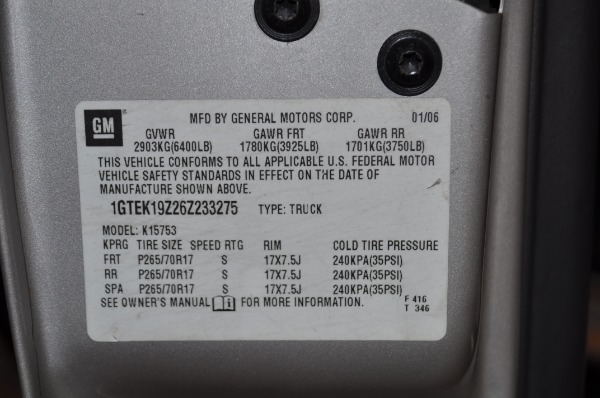 GM MFD BY GENERAL MOTORS CORP. 01/06
GVWR GAWR FRT GAWR RR
2903KG(6400LB) 1780KG(3925LB) 1701KG(3750LB)
THIS VEHICLE CONFORMS TO ALL APPLICABLE U.S. FEDERAL MOTOR
VEHICLE SAFETY STANDARDS IN EFFECT ON THE DATE OF
MANUFACTURE SHOWN ABOVE.
1GTEK19Z26Z233275 TYPE: TRUCK
MODEL: K15753
KPRG TIRE SIZE SPEED RTG RIM COLD TIRE PRESSURE
FRT P265/70R17 S 17X7.5J 240KPA(35PSI)
RR P265/70R17 S 17X7.5J 240KPA(35PSI)
SPA P265/70R17 S 17X7.5J 240KPA(35PSI)
SEE OWNER'S MANUAL FOR MORE INFORMATION. F 416
T 346